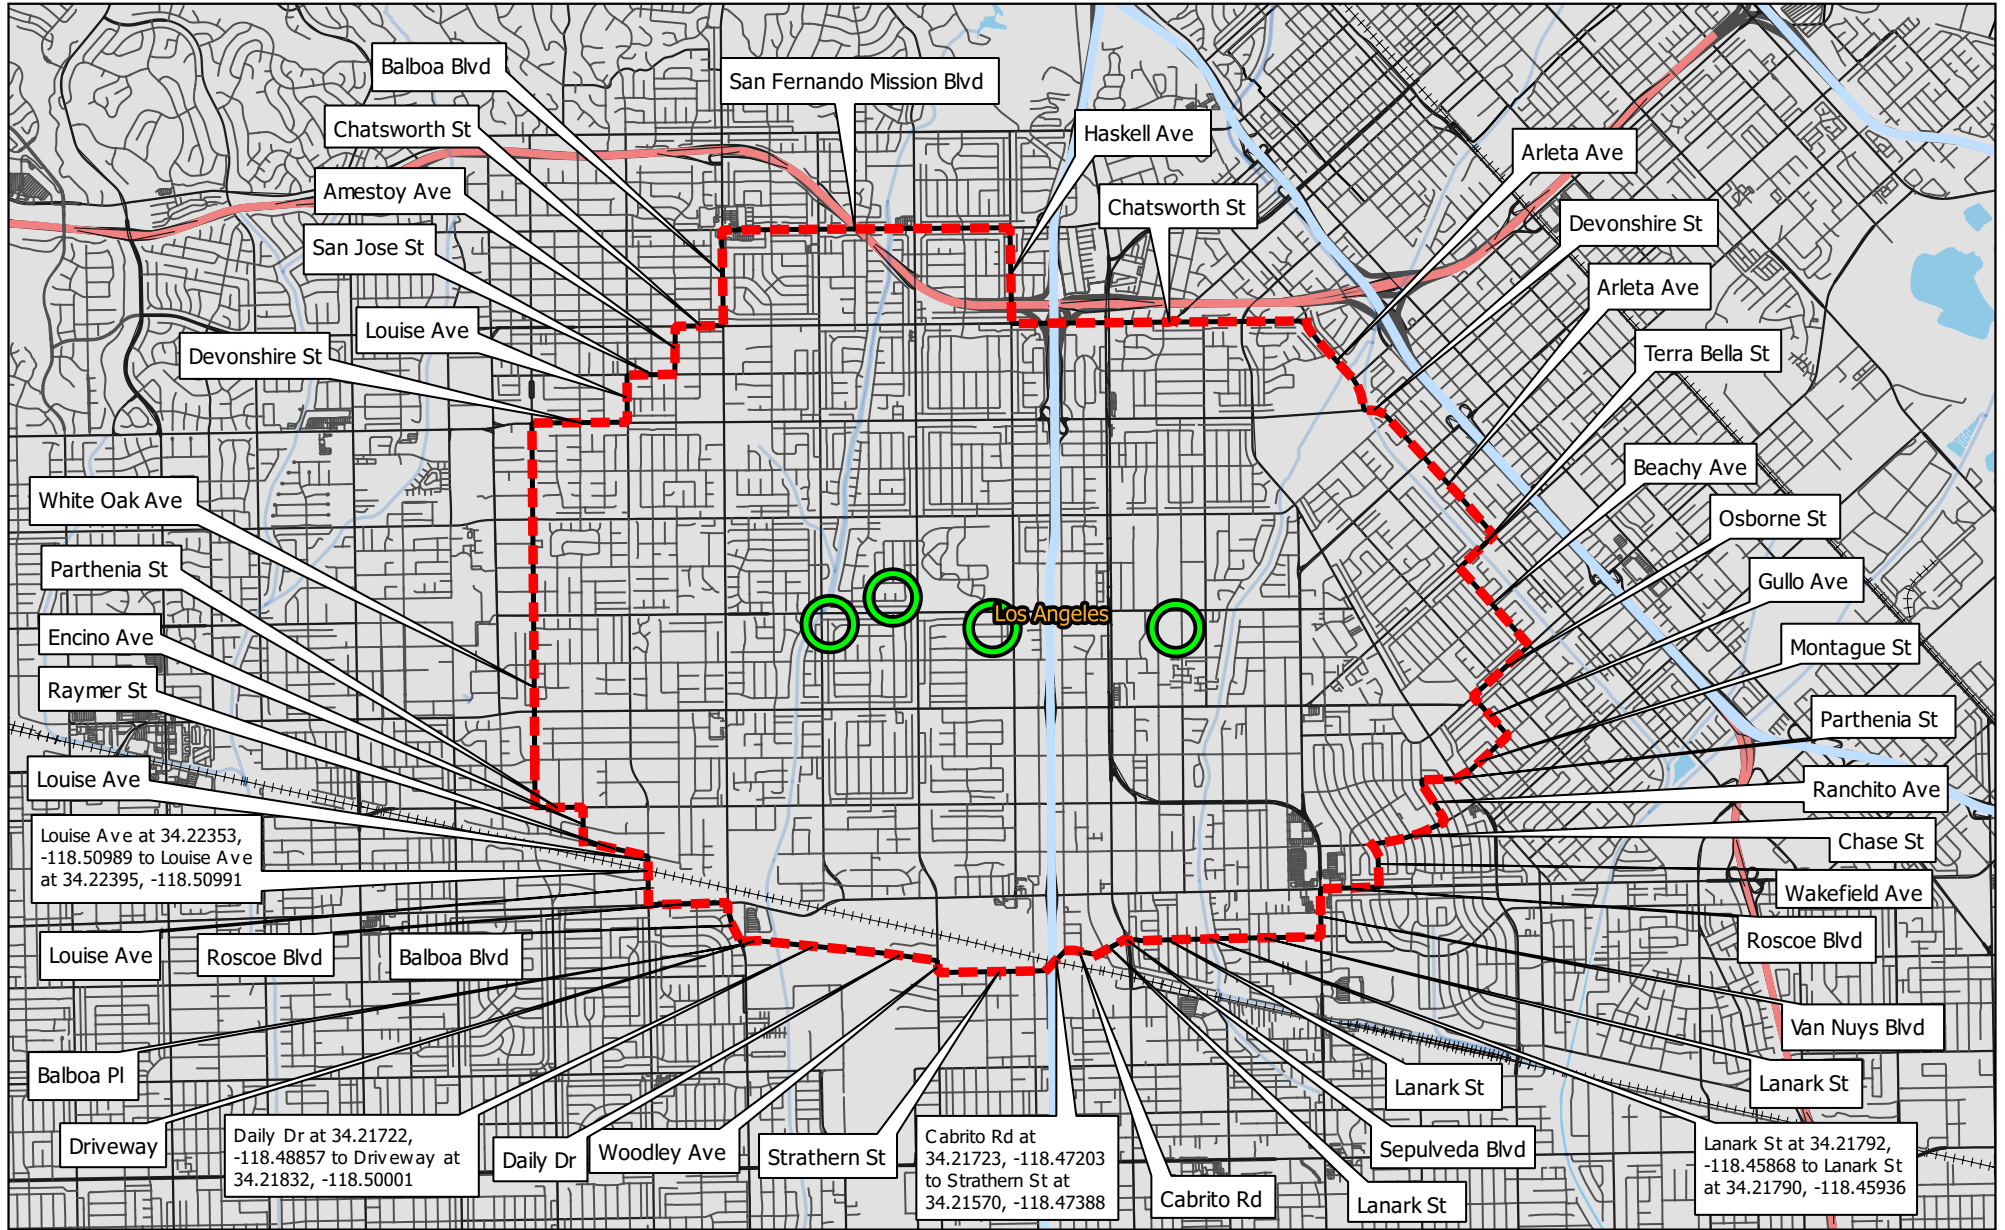 Balboa Blvd
San Fernando Mission Blvd
Chatsworth St
Haskell Ave
Arleta Ave
Amestoy Ave
Chatsworth St
Devonshire St
San Jose St
Arleta Ave
Louise Ave
Devonshire St
Terra Bella St
Beachy Ave
White Oak Ave
Osborne St
Parthenia St
Gullo Ave
Los Angeles
Encino Ave
Montague St
Raymer St
Parthenia St
Louise Ave
Ranchito Ave
Louise Ave at 34.22353,
-118.50989 to Louise Ave
at 34.22395, -118.50991
Chase St
Wakefield Ave
Louise Ave
Roscoe Blvd
Balboa Blvd
Roscoe Blvd
Van Nuys Blvd
Balboa Pl
Lanark St
Lanark St
Driveway
Daily Dr at 34.21722,
-118.48857 to Driveway at
34.21832, -118.50001
Daily Dr
Woodley Ave
Strathern St
Cabrito Rd at
34.21723, -118.47203
to Strathern St at
34.21570, -118.47388
Cabrito Rd
Sepulveda Blvd
Lanark St
Lanark St at 34.21792,
-118.45868 to Lanark St
at 34.21790, -118.45936